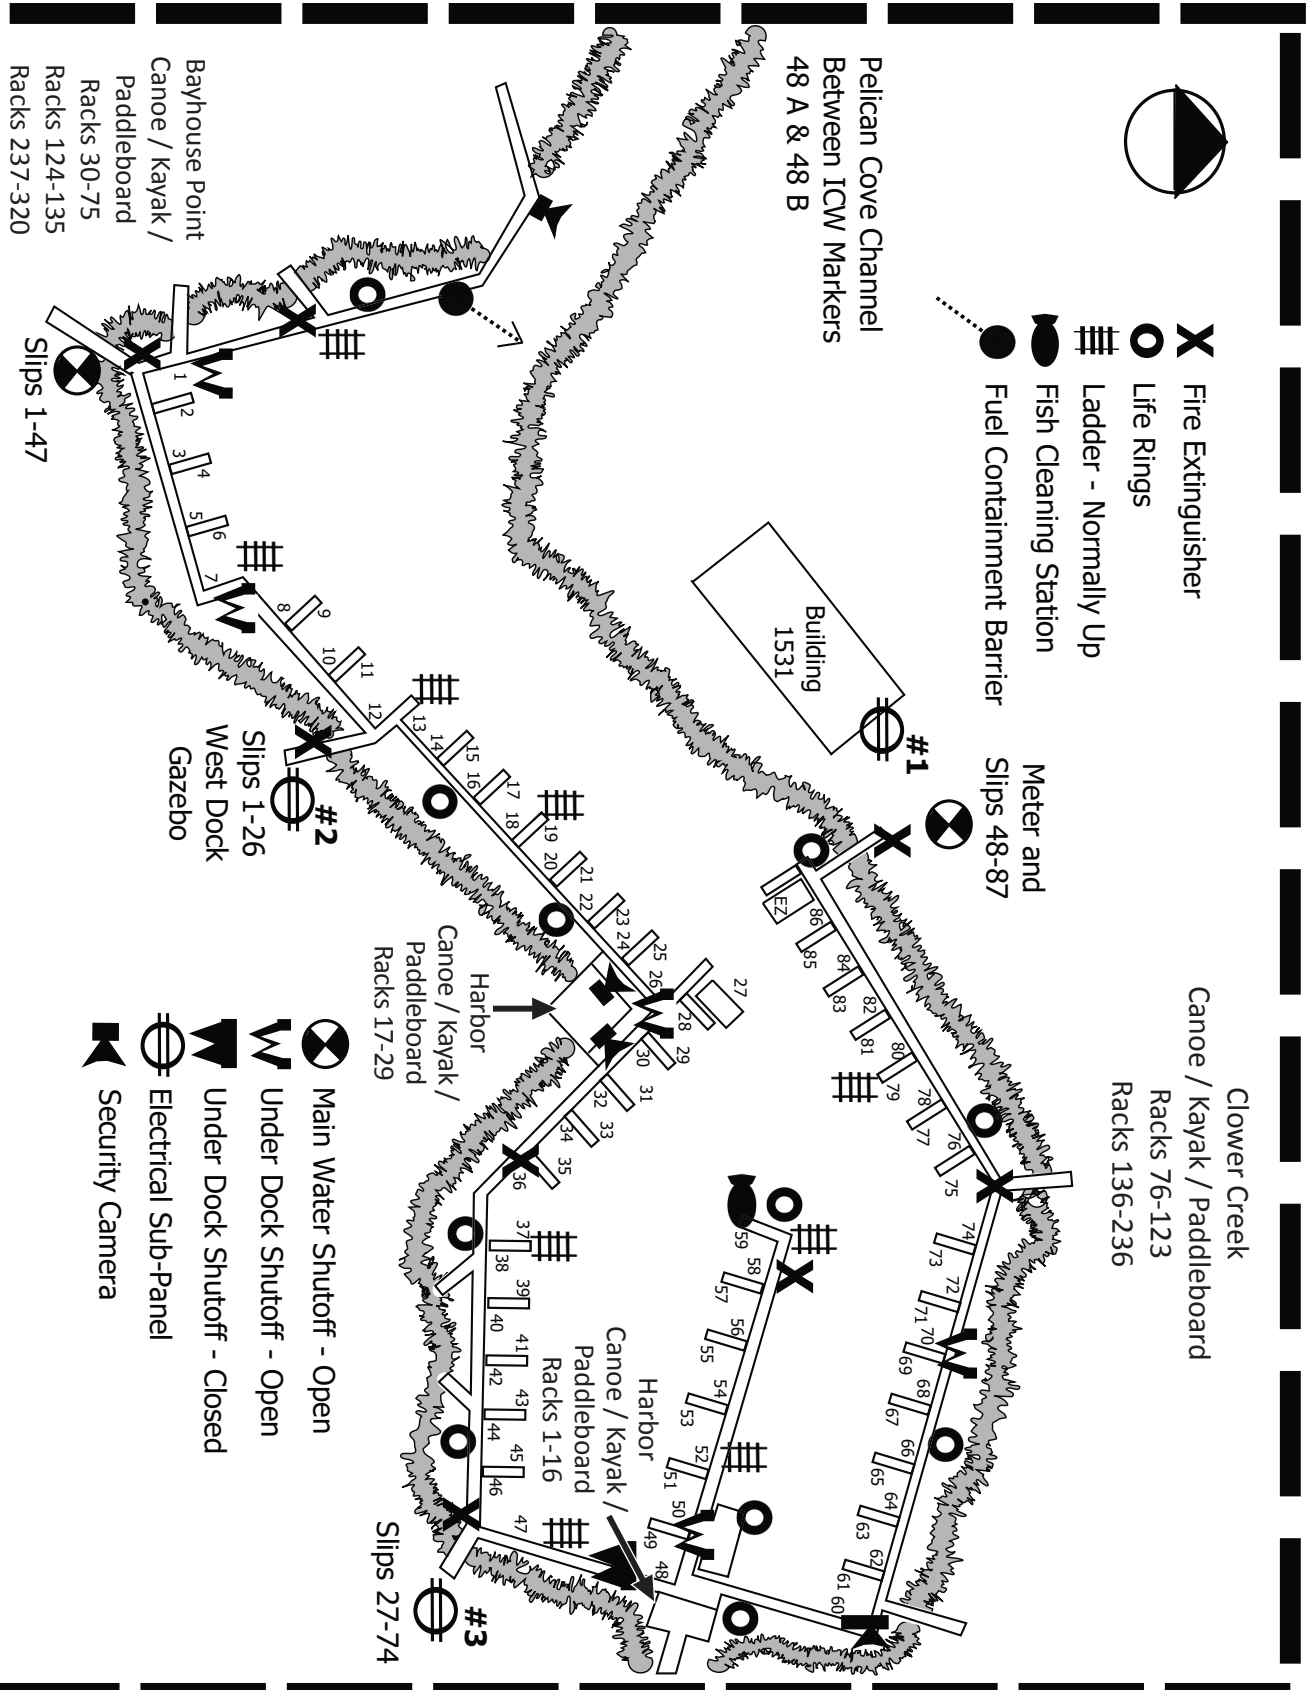 Clower Creek
Canoe / Kayak / Paddleboard
Racks 76-123
Racks 136-236
Fire Extinguisher
Life Rings
Ladder - Normally Up
Fish Cleaning Station
Fuel Containment Barrier
Pelican Cove Channel
Between ICW Markers
48 A & 48 B
Meter and
Slips 48-87
#1
Building
1531
Bayhouse Point
Canoe / Kayak /
Paddleboard
Racks 30-75
Racks 124-135
Racks 237-320
Slips 1-47
#2
Slips 1-26
West Dock
Gazebo
Harbor
Canoe / Kayak /
Paddleboard
Racks 17-29
Harbor
Canoe / Kayak /
Paddleboard
Racks 1-16
#3
Slips 27-74
Main Water Shutoff - Open
Under Dock Shutoff - Open
Under Dock Shutoff - Closed
Electrical Sub-Panel
Security Camera
1
2
3
4
5
6
7
8
9
10
11
12
13
14
15
16
17
18
19
20
21
22
23
24
25
26
27
28
29
30
31
32
33
34
35
36
37
38
39
40
41
42
43
44
45
46
47
48
49
50
51
52
53
54
55
56
57
58
59
60
61
62
63
64
65
66
67
68
69
70
71
72
73
74
75
76
77
78
79
80
81
82
83
84
85
86
EZ